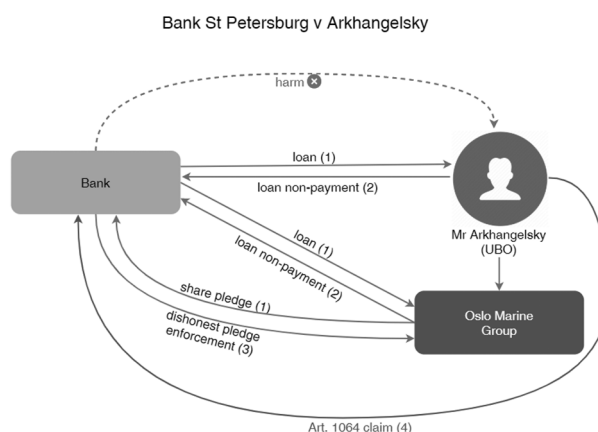 Bank St Petersburg v Arkhangelsky
harm
loan (1)
Bank
loan non-payment (2)
Mr Arkhangelsky
(UBO)
loan (1)
loan non-payment (2)
share pledge (1)
dishonest pledge
enforcement (3)
Oslo Marine
Group
Art. 1064 claim (4)